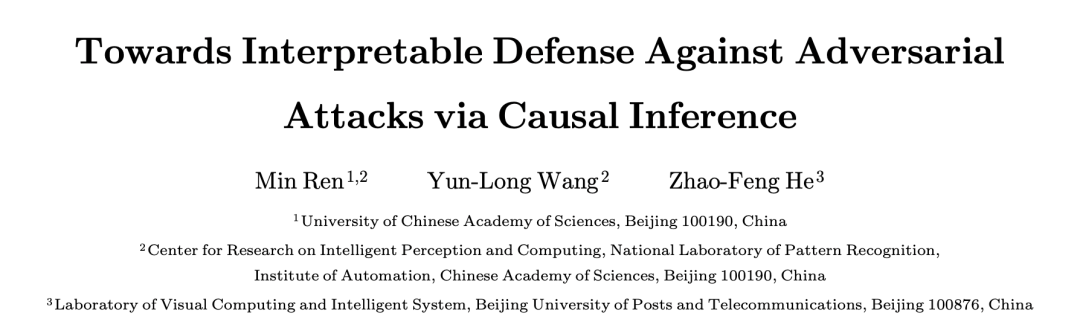 Towards Interpretable Defense Against Adversarial
Attacks via Causal Inference
Min Ren 1,2 Yun-Long Wang 2 Zhao-Feng He 3
1 University of Chinese Academy of Sciences, Beijing 100190, China
2 Center for Research on Intelligent Perception and Computing, National Laboratory of Pattern Recognition,
Institute of Automation, Chinese Academy of Sciences, Beijing 100190, China
3 Laboratory of Visual Computing and Intelligent System, Beijing University of Posts and Telecommunications, Beijing 100876, China